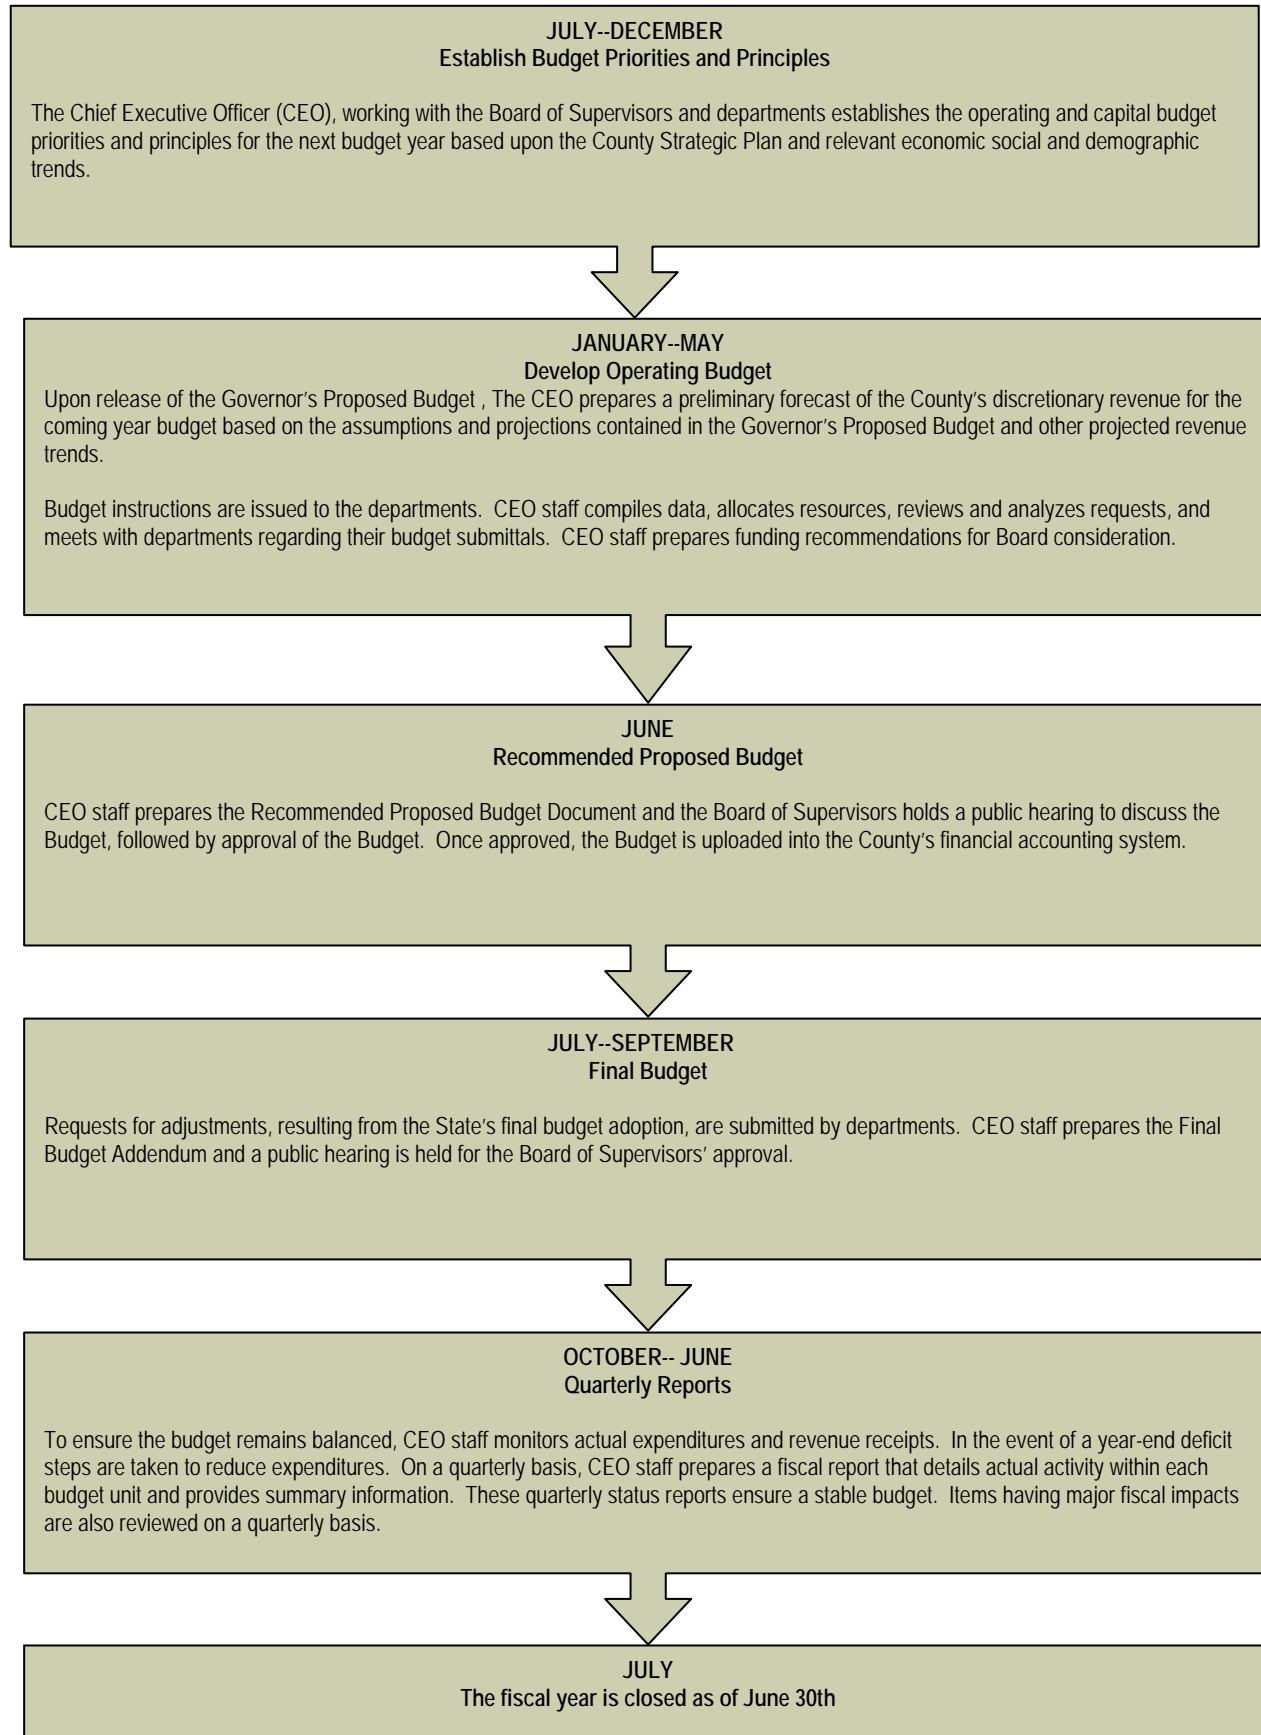 JULY--DECEMBER
Establish Budget Priorities and Principles
The Chief Executive Officer (CEO), working with the Board of Supervisors and departments establishes the operating and capital budget
priorities and principles for the next budget year based upon the County Strategic Plan and relevant economic social and demographic
trends.
JANUARY--MAY
Develop Operating Budget
Upon release of the Governor's Proposed Budget , The CEO prepares a preliminary forecast of the County's discretionary revenue for the
coming year budget based on the assumptions and projections contained in the Governor's Proposed Budget and other projected revenue
trends.
Budget instructions are issued to the departments. CEO staff compiles data, allocates resources, reviews and analyzes requests, and
meets with departments regarding their budget submittals. CEO staff prepares funding recommendations for Board consideration.
JUNE
Recommended Proposed Budget
CEO staff prepares the Recommended Proposed Budget Document and the Board of Supervisors holds a public hearing to discuss the
Budget, followed by approval of the Budget. Once approved, the Budget is uploaded into the County's financial accounting system.
JULY--SEPTEMBER
Final Budget
Requests for adjustments, resulting from the State's final budget adoption, are submitted by departments. CEO staff prepares the Final
Budget Addendum and a public hearing is held for the Board of Supervisors' approval.
OCTOBER-- JUNE
Quarterly Reports
To ensure the budget remains balanced, CEO staff monitors actual expenditures and revenue receipts. In the event of a year-end deficit
steps are taken to reduce expenditures. On a quarterly basis, CEO staff prepares a fiscal report that details actual activity within each
budget unit and provides summary information. These quarterly status reports ensure a stable budget. Items having major fiscal impacts
are also reviewed on a quarterly basis.
JULY
The fiscal year is closed as of June 30th